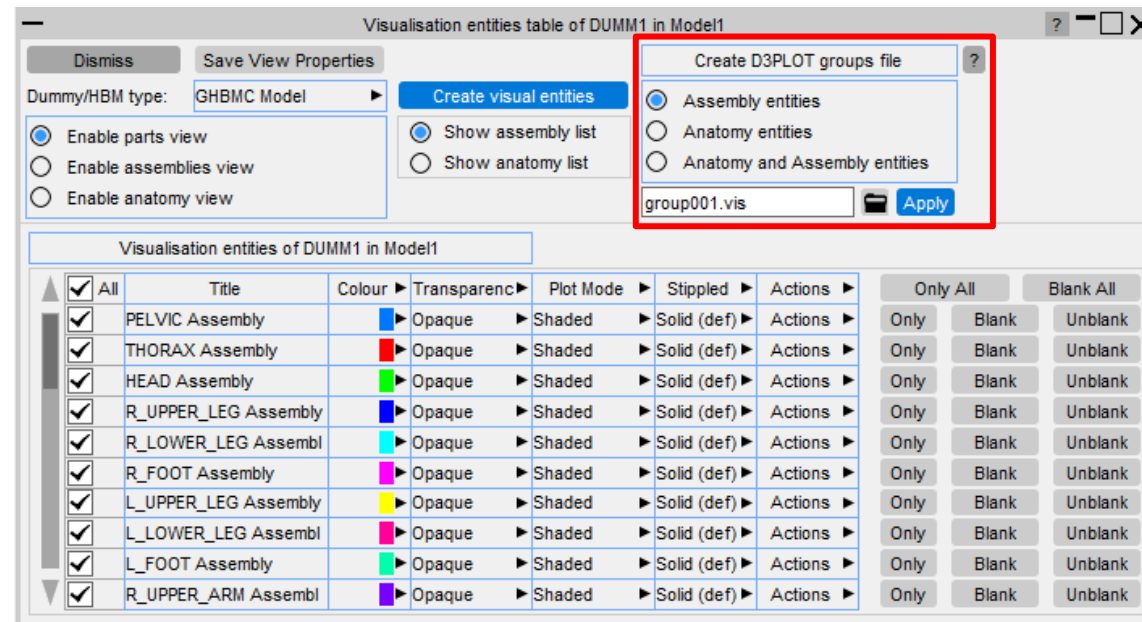 Visualisation entities table of DUMM1 in Model1 ?
Dismiss Save View Properties Create D3PLOT groups file ?
Dummy/HBM type: GHBMC Model Create visual entities Assembly entities
Enable parts view Show assembly list Anatomy entities
Enable assemblies view Show anatomy list Anatomy and Assembly entities
Enable anatomy view group001.vis Apply
Visualisation entities of DUMM1 in Model1
All Title Colour Transparenc Plot Mode Stippled Actions Only All Blank All
PELVIC Assembly Opaque Shaded Solid (def) Actions Only Blank Unblank
THORAX Assembly Opaque Shaded Solid (def) Actions Only Blank Unblank
HEAD Assembly Opaque Shaded Solid (def) Actions Only Blank Unblank
R_UPPER_LEG Assembly Opaque Shaded Solid (def) Actions Only Blank Unblank
R_LOWER_LEG Assembl Opaque Shaded Solid (def) Actions Only Blank Unblank
R_FOOT Assembly Opaque Shaded Solid (def) Actions Only Blank Unblank
L_UPPER_LEG Assembly Opaque Shaded Solid (def) Actions Only Blank Unblank
L_LOWER_LEG Assembl Opaque Shaded Solid (def) Actions Only Blank Unblank
L_FOOT Assembly Opaque Shaded Solid (def) Actions Only Blank Unblank
R_UPPER_ARM Assembl Opaque Shaded Solid (def) Actions Only Blank Unblank